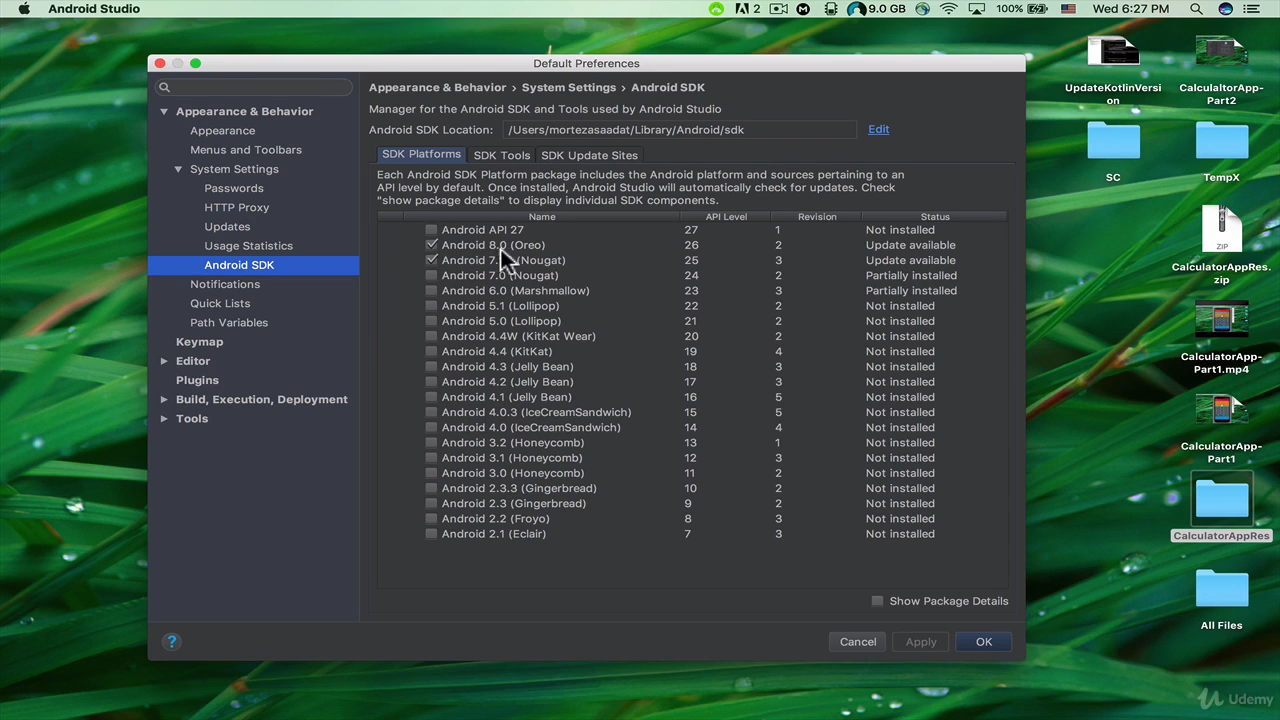 Android Studio
2
9.0 GB
100%
Wed 6:27 PM
Default Preferences
Appearance & Behavior
Appearance
Menus and Toolbars
System Settings
Passwords
HTTP Proxy
Updates
Usage Statistics
Android SDK
Notifications
Quick Lists
Path Variables
Keymap
Editor
Plugins
Build, Execution, Deployment
Tools
?
Appearance & Behavior › System Settings › Android SDK
Manager for the Android SDK and Tools used by Android Studio
Android SDK Location: /Users/mortezasaadat/Library/Android/sdk Edit
SDK Platforms SDK Tools SDK Update Sites
Each Android SDK Platform package includes the Android platform and sources pertaining to an
API level by default. Once installed, Android Studio will automatically check for updates. Check
"show package details" to display individual SDK components.
Name API Level Revision Status
Android API 27 27 1 Not installed
Android 8.0 (Oreo) 26 2 Update available
Android 7. (Nougat) 25 3 Update available
Android 7. Nougat) 24 2 Partially installed
Android 6.0 (Marshmallow) 23 3 Partially installed
Android 5.1 (Lollipop) 22 2 Not installed
Android 5.0 (Lollipop) 21 2 Not installed
Android 4.4W (KitKat Wear) 20 2 Not installed
Android 4.4 (KitKat) 19 4 Not installed
Android 4.3 (Jelly Bean) 18 3 Not installed
Android 4.2 (Jelly Bean) 17 3 Not installed
Android 4.1 (Jelly Bean) 16 5 Not installed
Android 4.0.3 (IceCreamSandwich) 15 5 Not installed
Android 4.0 (IceCreamSandwich) 14 4 Not installed
Android 3.2 (Honeycomb) 13 1 Not installed
Android 3.1 (Honeycomb) 12 3 Not installed
Android 3.0 (Honeycomb) 11 2 Not installed
Android 2.3.3 (Gingerbread) 10 2 Not installed
Android 2.3 (Gingerbread) 9 2 Not installed
Android 2.2 (Froyo) 8 3 Not installed
Android 2.1 (Eclair) 7 3 Not installed
Show Package Details
Cancel Apply OK
UpdateKotlinVersi
on
CalculaltorApp-
Part2
SC
TempX
ZIP
CalculatorAppRes.
zip
CalculatorApp-
Part1.mp4
CalculatorApp-
Part1
CalculatorAppRes
All Files
Udemy